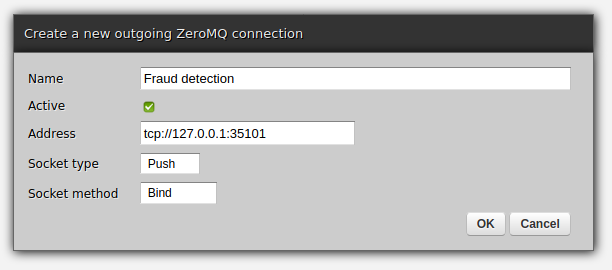 Create a new outgoing ZeroMQ connection
Name Fraud detection
Active
Address tcp://127.0.0.1:35101
Socket type Push
Socket method Bind
OK Cancel